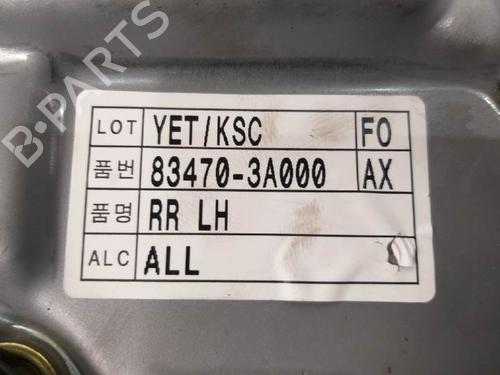 B-PARTS
LOT YET/KSC FO
품번 83470-3A000 AX
품명 RR LH
ALC ALL